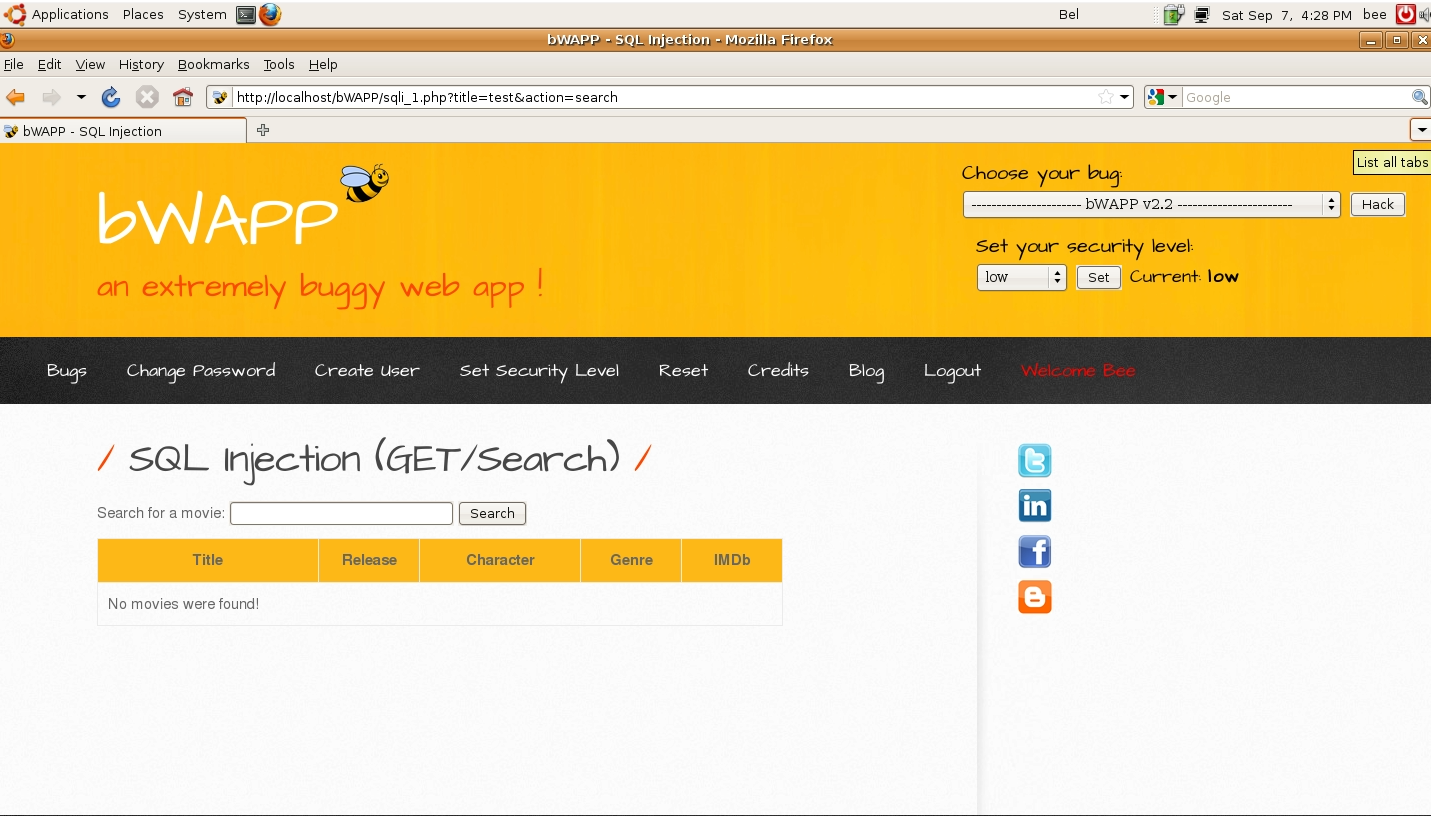 Applications Places System Bel Sat Sep 7, 4:28 PM bee
bWAPP - SQL Injection - Mozilla Firefox
File Edit View History Bookmarks Tools Help
http://localhost/bWAPP/sqli_1.php?title=test&action=search Google
bWAPP - SQL Injection
List all tabs
bWAPP
an extremely buggy web app !
Choose your bug:
---------------------- bWAPP v2.2 ----------------------- Hack
Set your security level:
low Set Current: low
Bugs Change Password Create User Set Security Level Reset Credits Blog Logout Welcome Bee
/ SQL Injection (GET/Search) /
Search for a movie: Search
Title Release Character Genre IMDb
No movies were found!